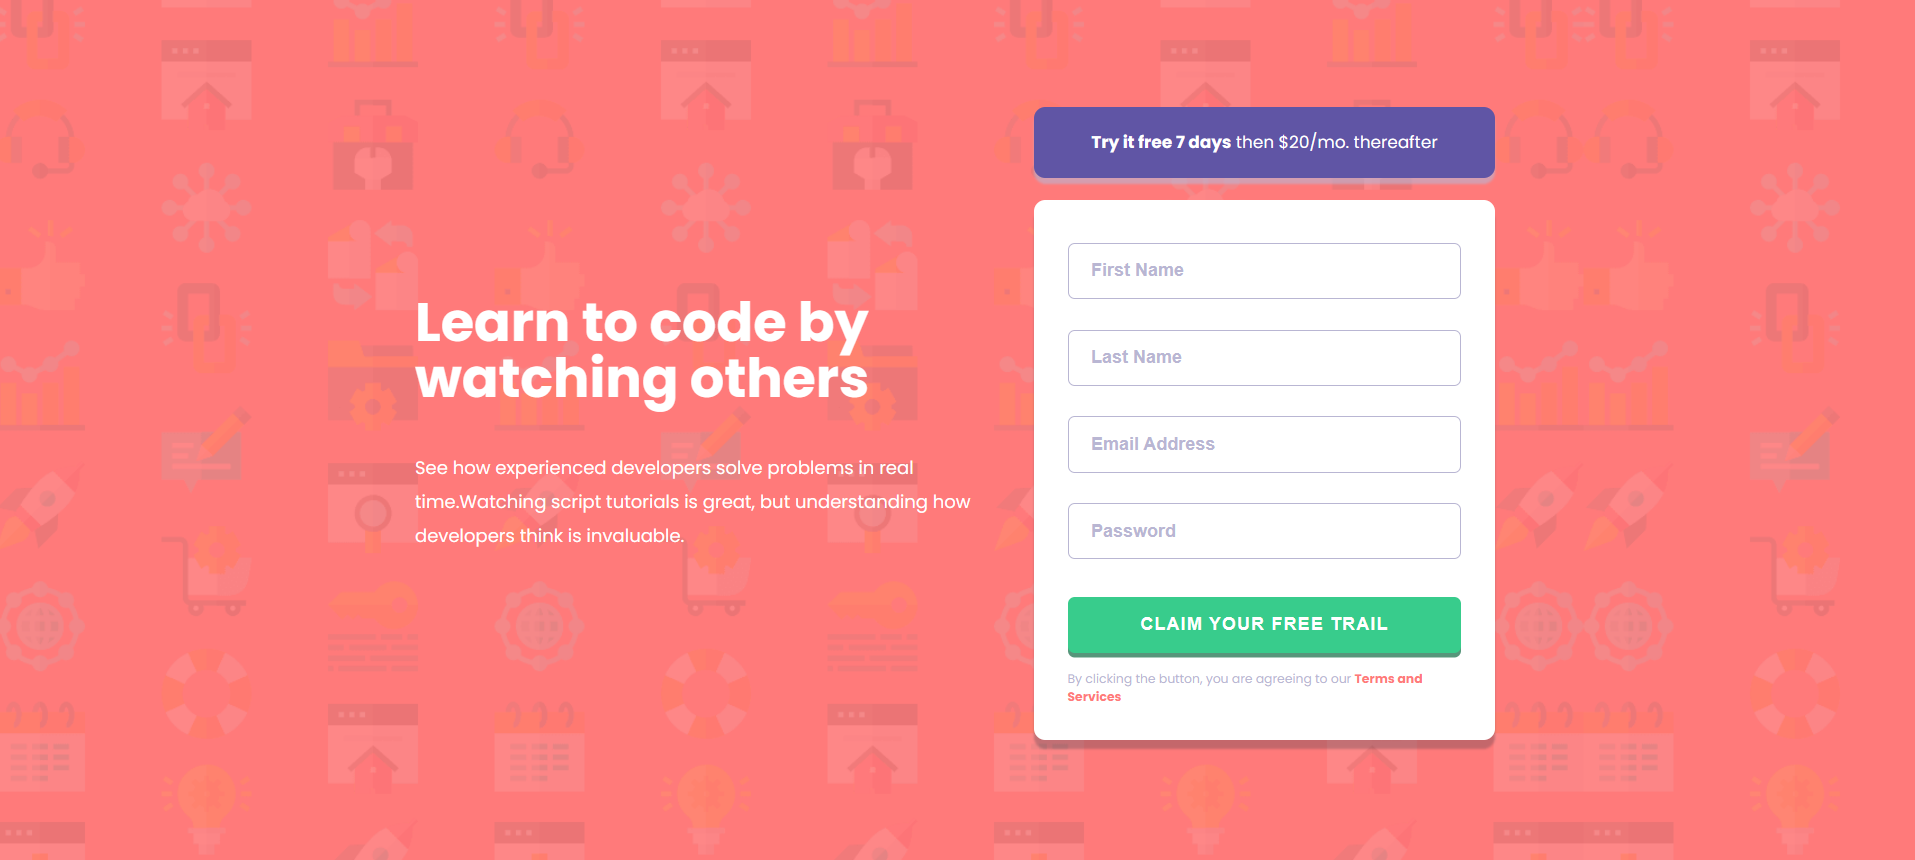 Learn to code by
watching others
See how experienced developers solve problems in real
time.Watching script tutorials is great, but understanding how
developers think is invaluable.
Try it free 7 days then $20/mo. thereafter
First Name
Last Name
Email Address
Password
CLAIM YOUR FREE TRAIL
By clicking the button, you are agreeing to our Terms and
Services